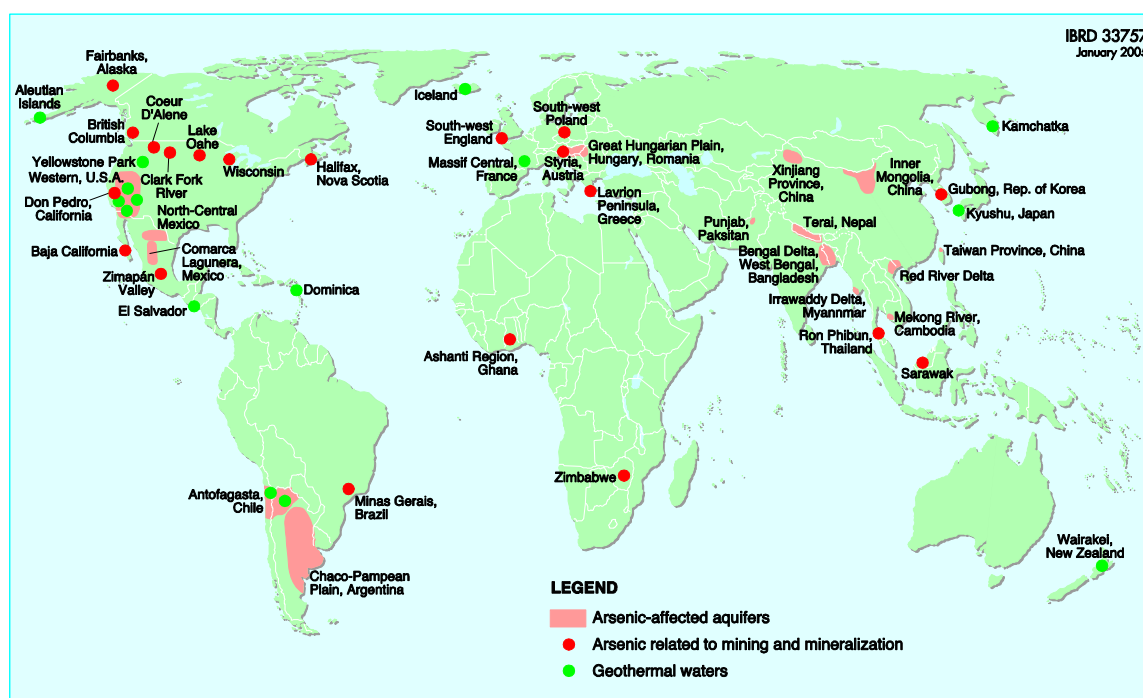 IBRD 33757
January 200
Fairbanks,
Alaska
Aleutian
Islands
Coeur
D'Alene
British
Columbia
Lake
Oahe
Yellowstone Park
Western, U.S.A.
Clark Fork
River
Wisconsin
Halifax,
Nova Scotia
Don Pedro,
California
North-Central
Mexico
Baja California
Comarca
Lagunera,
Mexico
Zimapán
Valley
El Salvador
Dominica
Iceland
South-west
Poland
South-west
England
Massif Central,
France
Styria,
Austria
Great Hungarian Plain,
Hungary, Romania
Lavrion
Peninsula,
Greece
Xinjiang
Province,
China
Inner
Mongolia,
China
Kamchatka
Gubong, Rep. of Korea
Kyushu, Japan
Punjab,
Paksitan
Terai, Nepal
Bengal Delta,
West Bengal,
Bangladesh
Taiwan Province, China
Red River Delta
Irrawaddy Delta,
Myannmar
Mekong River,
Cambodia
Ron Phibun,
Thailand
Sarawak
Ashanti Region,
Ghana
Zimbabwe
Antofagasta,
Chile
Minas Gerais,
Brazil
Chaco-Pampean
Plain, Argentina
Wairakei,
New Zealand
LEGEND
Arsenic-affected aquifers
Arsenic related to mining and mineralization
Geothermal waters